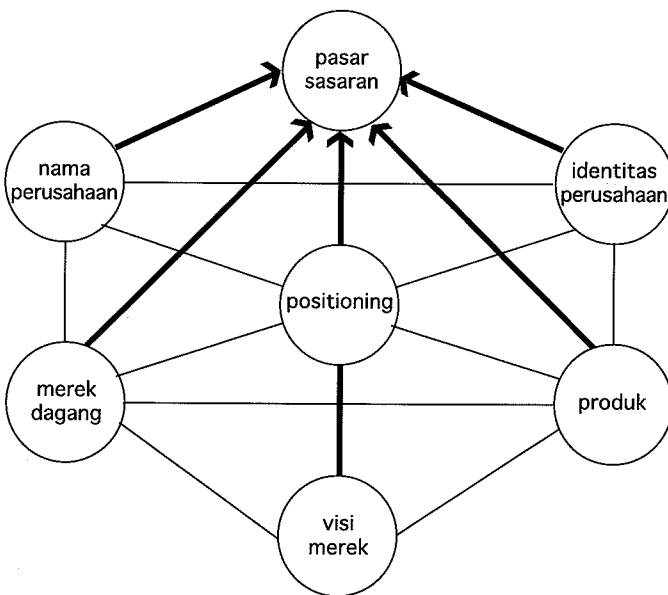 pasar
sasaran
nama
perusahaan
identitas
perusahaan
positioning
merek
dagang
produk
visi
merek